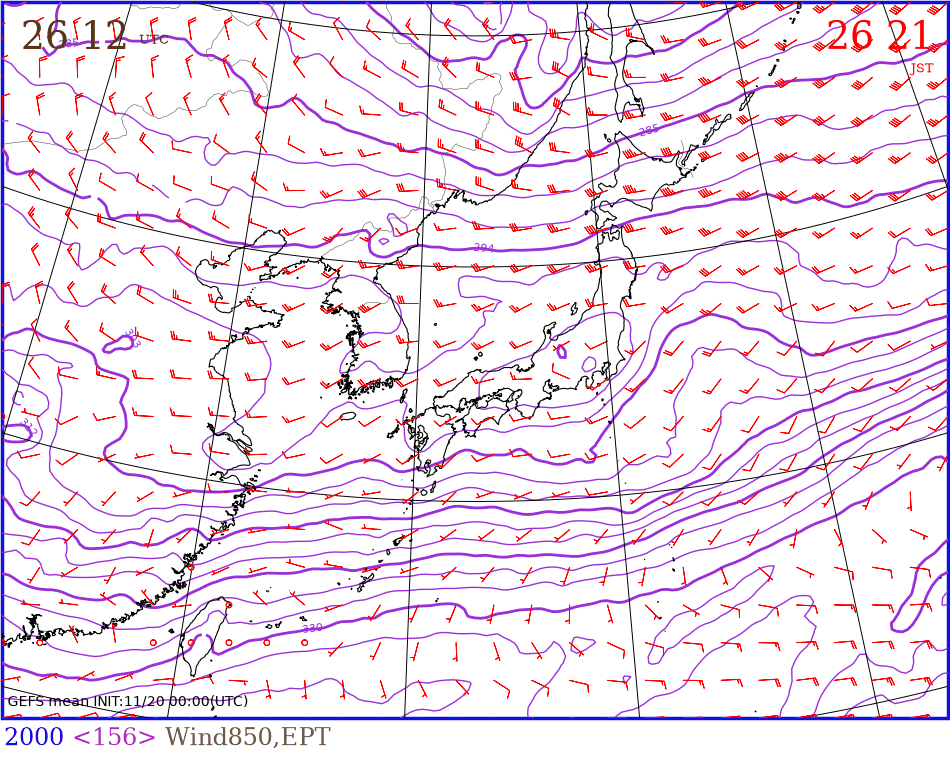 26 12 UTC
26 21
JST
285
294
330
GEFS mean INIT:11/20 00:00(UTC)
2000 <156> Wind850,EPT